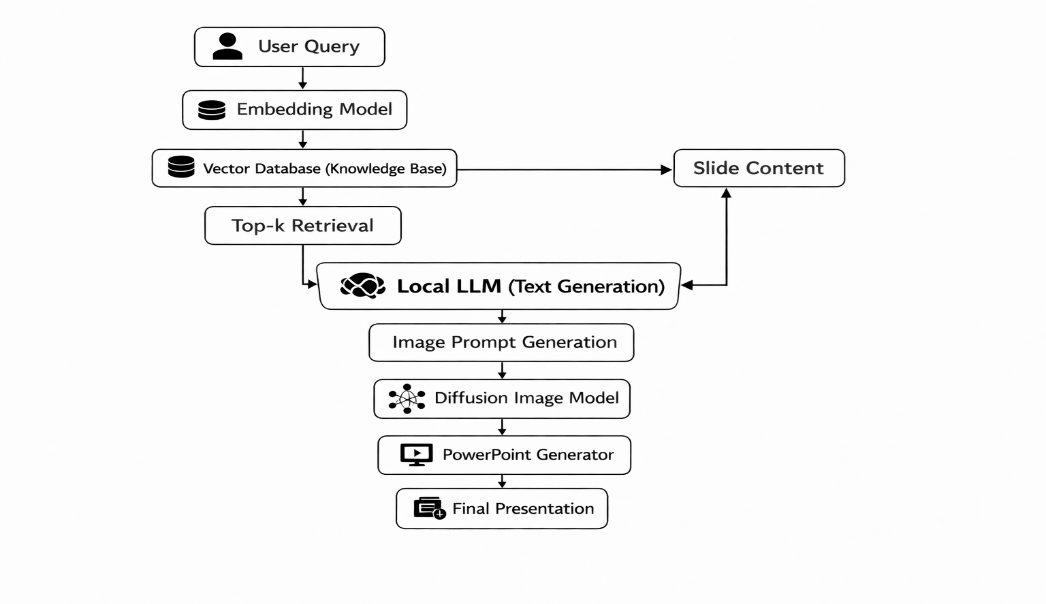 User Query
Embedding Model
Vector Database (Knowledge Base)
Slide Content
Top-k Retrieval
Local LLM (Text Generation)
Image Prompt Generation
Diffusion Image Model
PowerPoint Generator
Final Presentation